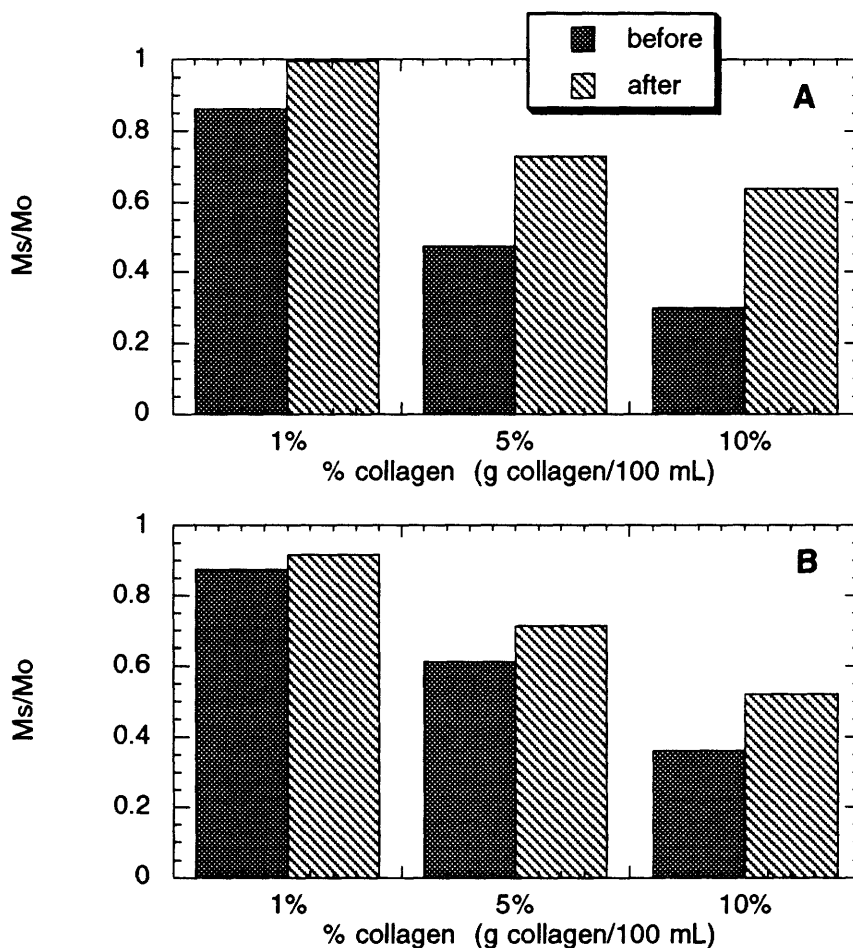 before
after
A
1
0.8
0.6
0.4
0.2
0
Ms/Mo
1% 5% 10%
% collagen (g collagen/100 mL)
B
1
0.8
0.6
0.4
0.2
0
Ms/Mo
1% 5% 10%
% collagen (g collagen/100 mL)